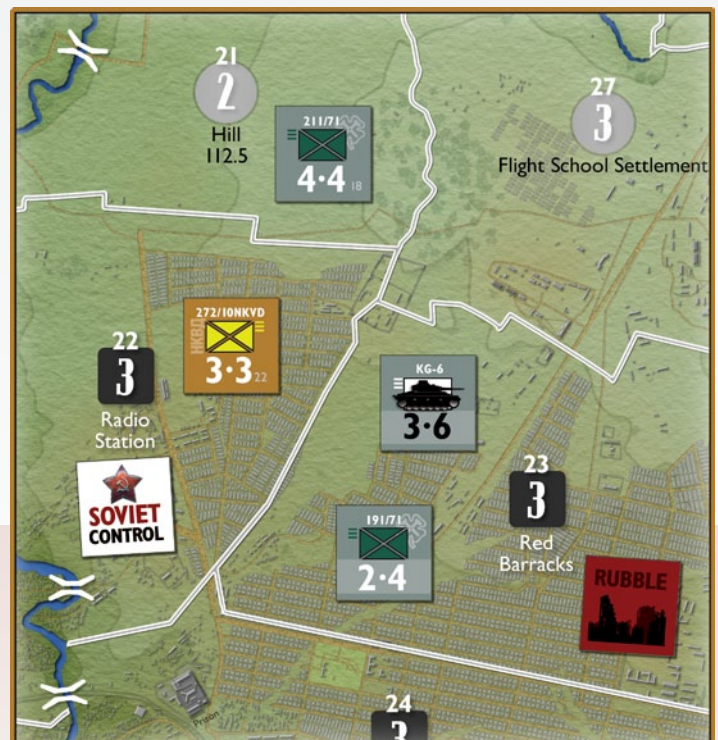 21
2
Hill
112.5
211/71
4·4 18
27
3
Flight School Settlement
272/10NKVD
НКВД
3·3 22
22
3
Radio
Station
SOVIET
CONTROL
KG-6
3·6
23
3
Red
Barracks
191/71
2·4
RUBBLE
24
3
Prison